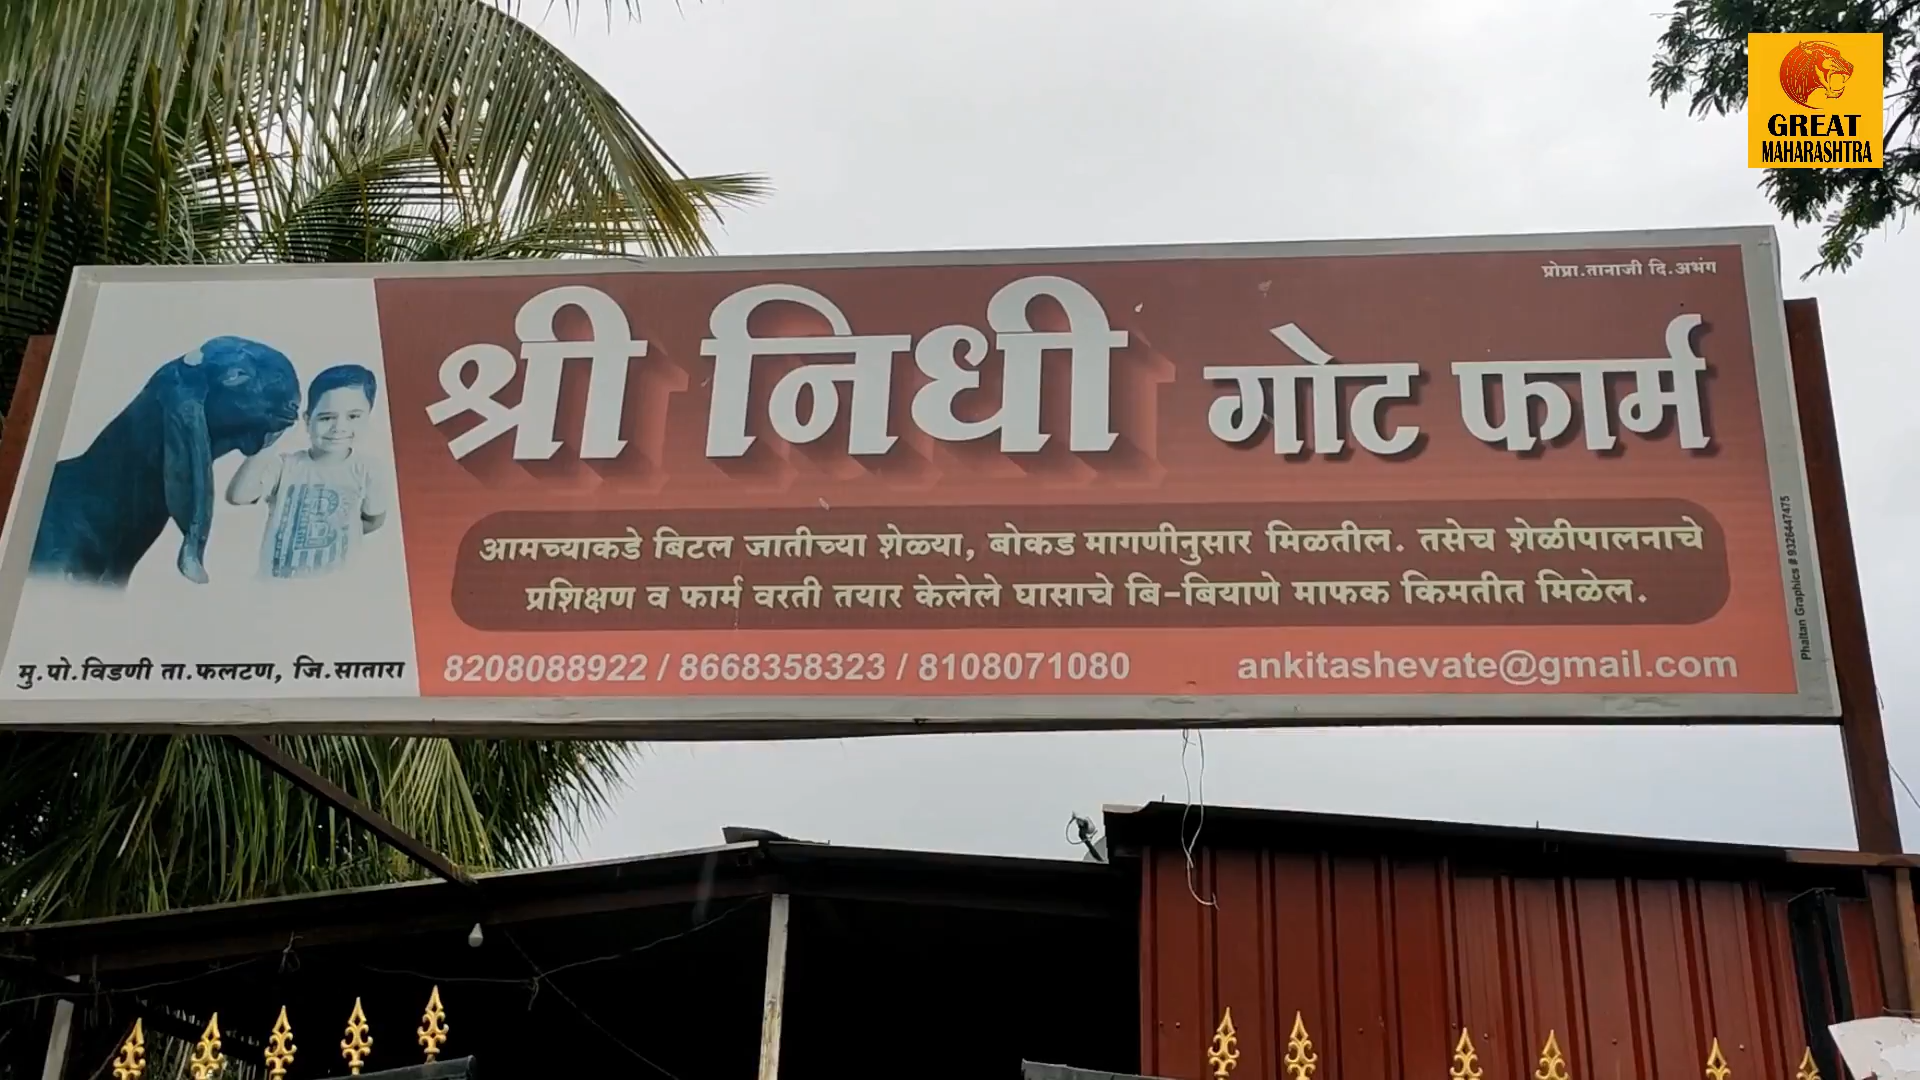 GREAT
MAHARASHTRA
प्रोप्रा.तानाजी दि.अभंग
श्री निधी गोट फार्म
आमच्याकडे बिटल जातीच्या शेळ्या, बोकड मागणीनुसार मिळतील. तसेच शेळीपालनाचे
प्रशिक्षण व फार्म वरती तयार केलेले घासाचे बि-बियाणे माफक किमतीत मिळेल.
मु.पो.विडणी ता.फलटण, जि.सातारा
8208088922 / 8668358323 / 8108071080 ankitashevate@gmail.com
Phaltan Graphics # 9326447475